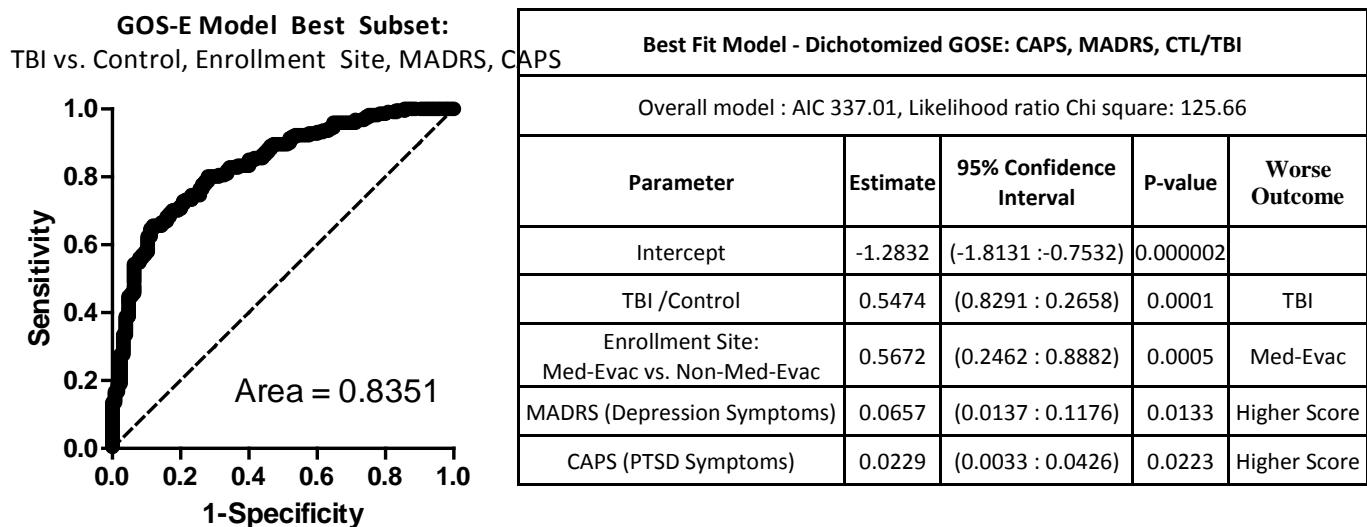 GOS-E Model Best Subset:
TBI vs. Control, Enrollment Site, MADRS, CAPS
1.0
0.8
0.6
0.4
0.2
0.0
Sensitivity
Area = 0.8351
0.0 0.2 0.4 0.6 0.8 1.0
1-Specificity
Best Fit Model - Dichotomized GOSE: CAPS, MADRS, CTL/TBI
Overall model : AIC 337.01, Likelihood ratio Chi square: 125.66
Parameter Estimate 95% Confidence Interval P-value Worse Outcome
Intercept -1.2832 (-1.8131 :-0.7532) 0.000002
TBI /Control 0.5474 (0.8291 : 0.2658) 0.0001 TBI
Enrollment Site:
Med-Evac vs. Non-Med-Evac 0.5672 (0.2462 : 0.8882) 0.0005 Med-Evac
MADRS (Depression Symptoms) 0.0657 (0.0137 : 0.1176) 0.0133 Higher Score
CAPS (PTSD Symptoms) 0.0229 (0.0033 : 0.0426) 0.0223 Higher Score